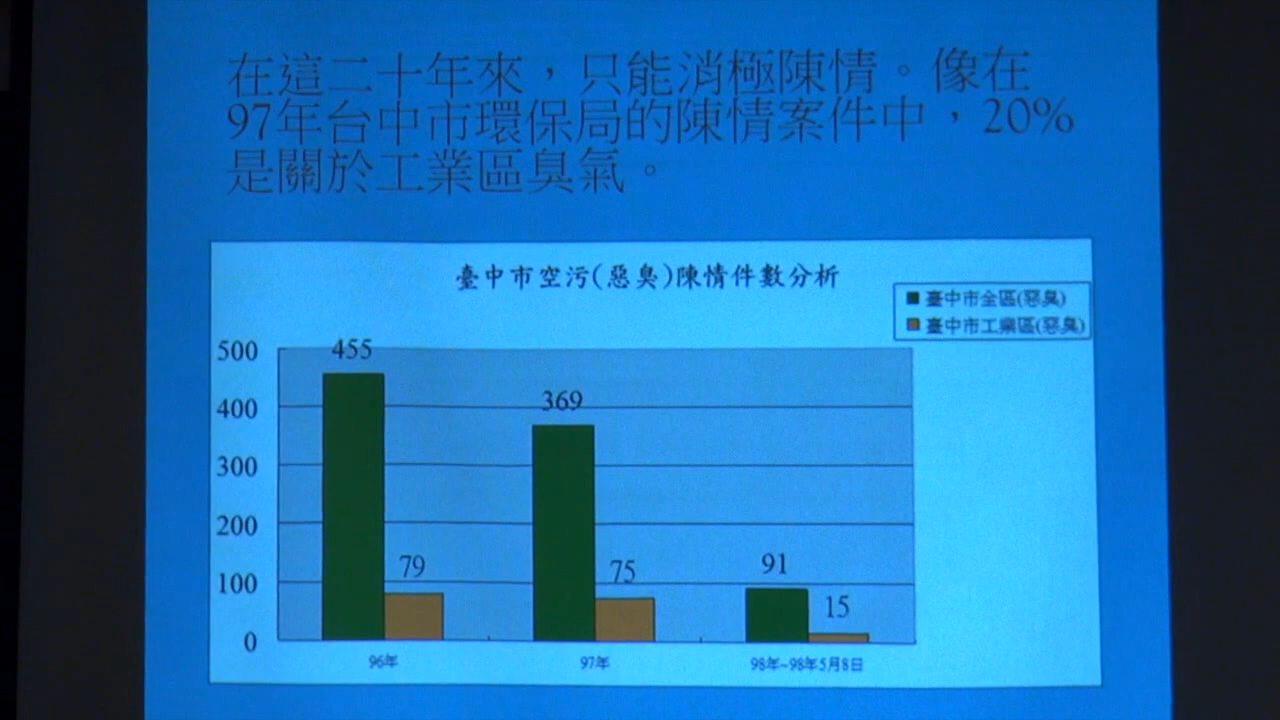 在這二十年來，只能消極陳情。像在
97年台中市環保局的陳情案件中，20%
是關於工業區臭氣。
臺中市空污(惡臭)陳情件數分析
臺中市全區(惡臭)
臺中市工業區(惡臭)
500
400
300
200
100
0
455
79
369
75
91
15
96年
97年
98年~98年5月8日